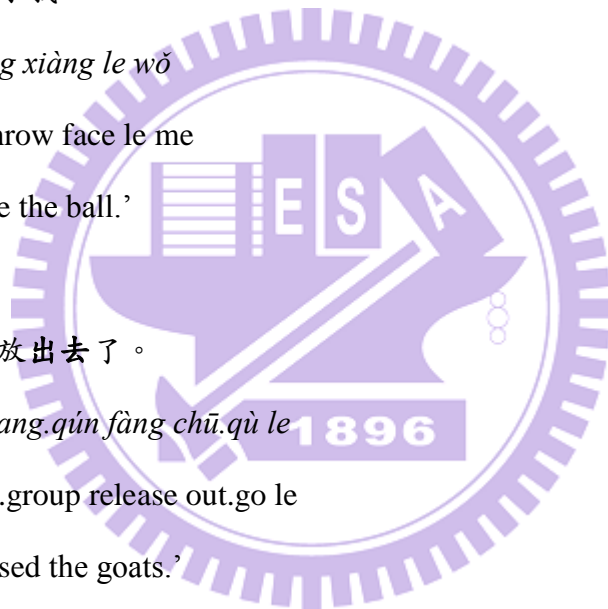 g xiàng le wǒ
hrow face le me
e the ball.’
E S A
放出去了。
ang.qún fàng chū.qù le
1896
.group release out.go le
sed the goats.’